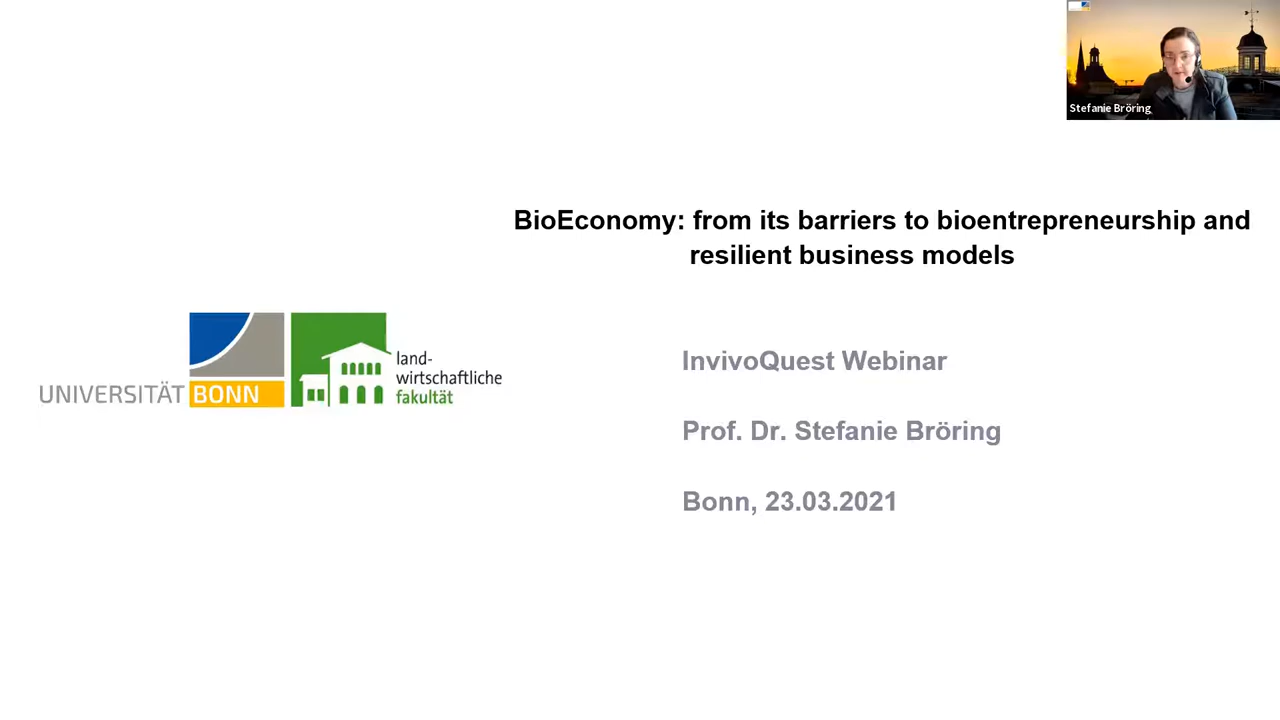 Stefanie Bröring
BioEconomy: from its barriers to bioentrepreneurship and
resilient business models
UNIVERSITÄT BONN
land-
wirtschaftliche
fakultät
InvivoQuest Webinar
Prof. Dr. Stefanie Bröring
Bonn, 23.03.2021